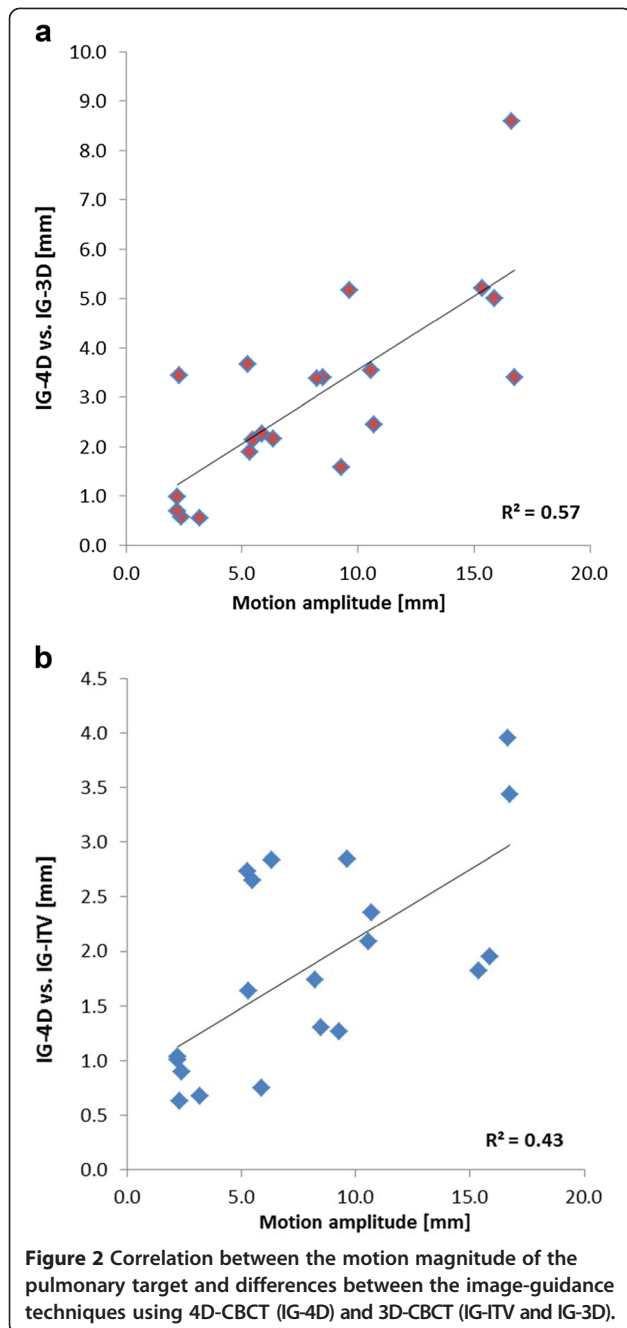 a
10.0
9.0
8.0
7.0
6.0
5.0
4.0
3.0
2.0
1.0
0.0
IG-4D vs. IG-3D [mm]
R² = 0.57
0.0 5.0 10.0 15.0 20.0
Motion amplitude [mm]
b
4.5
4.0
3.5
3.0
2.5
2.0
1.5
1.0
0.5
0.0
IG-4D vs. IG-ITV [mm]
R² = 0.43
0.0 5.0 10.0 15.0 20.0
Motion amplitude [mm]
Figure 2 Correlation between the motion magnitude of the
pulmonary target and differences between the image-guidance
techniques using 4D-CBCT (IG-4D) and 3D-CBCT (IG-ITV and IG-3D).